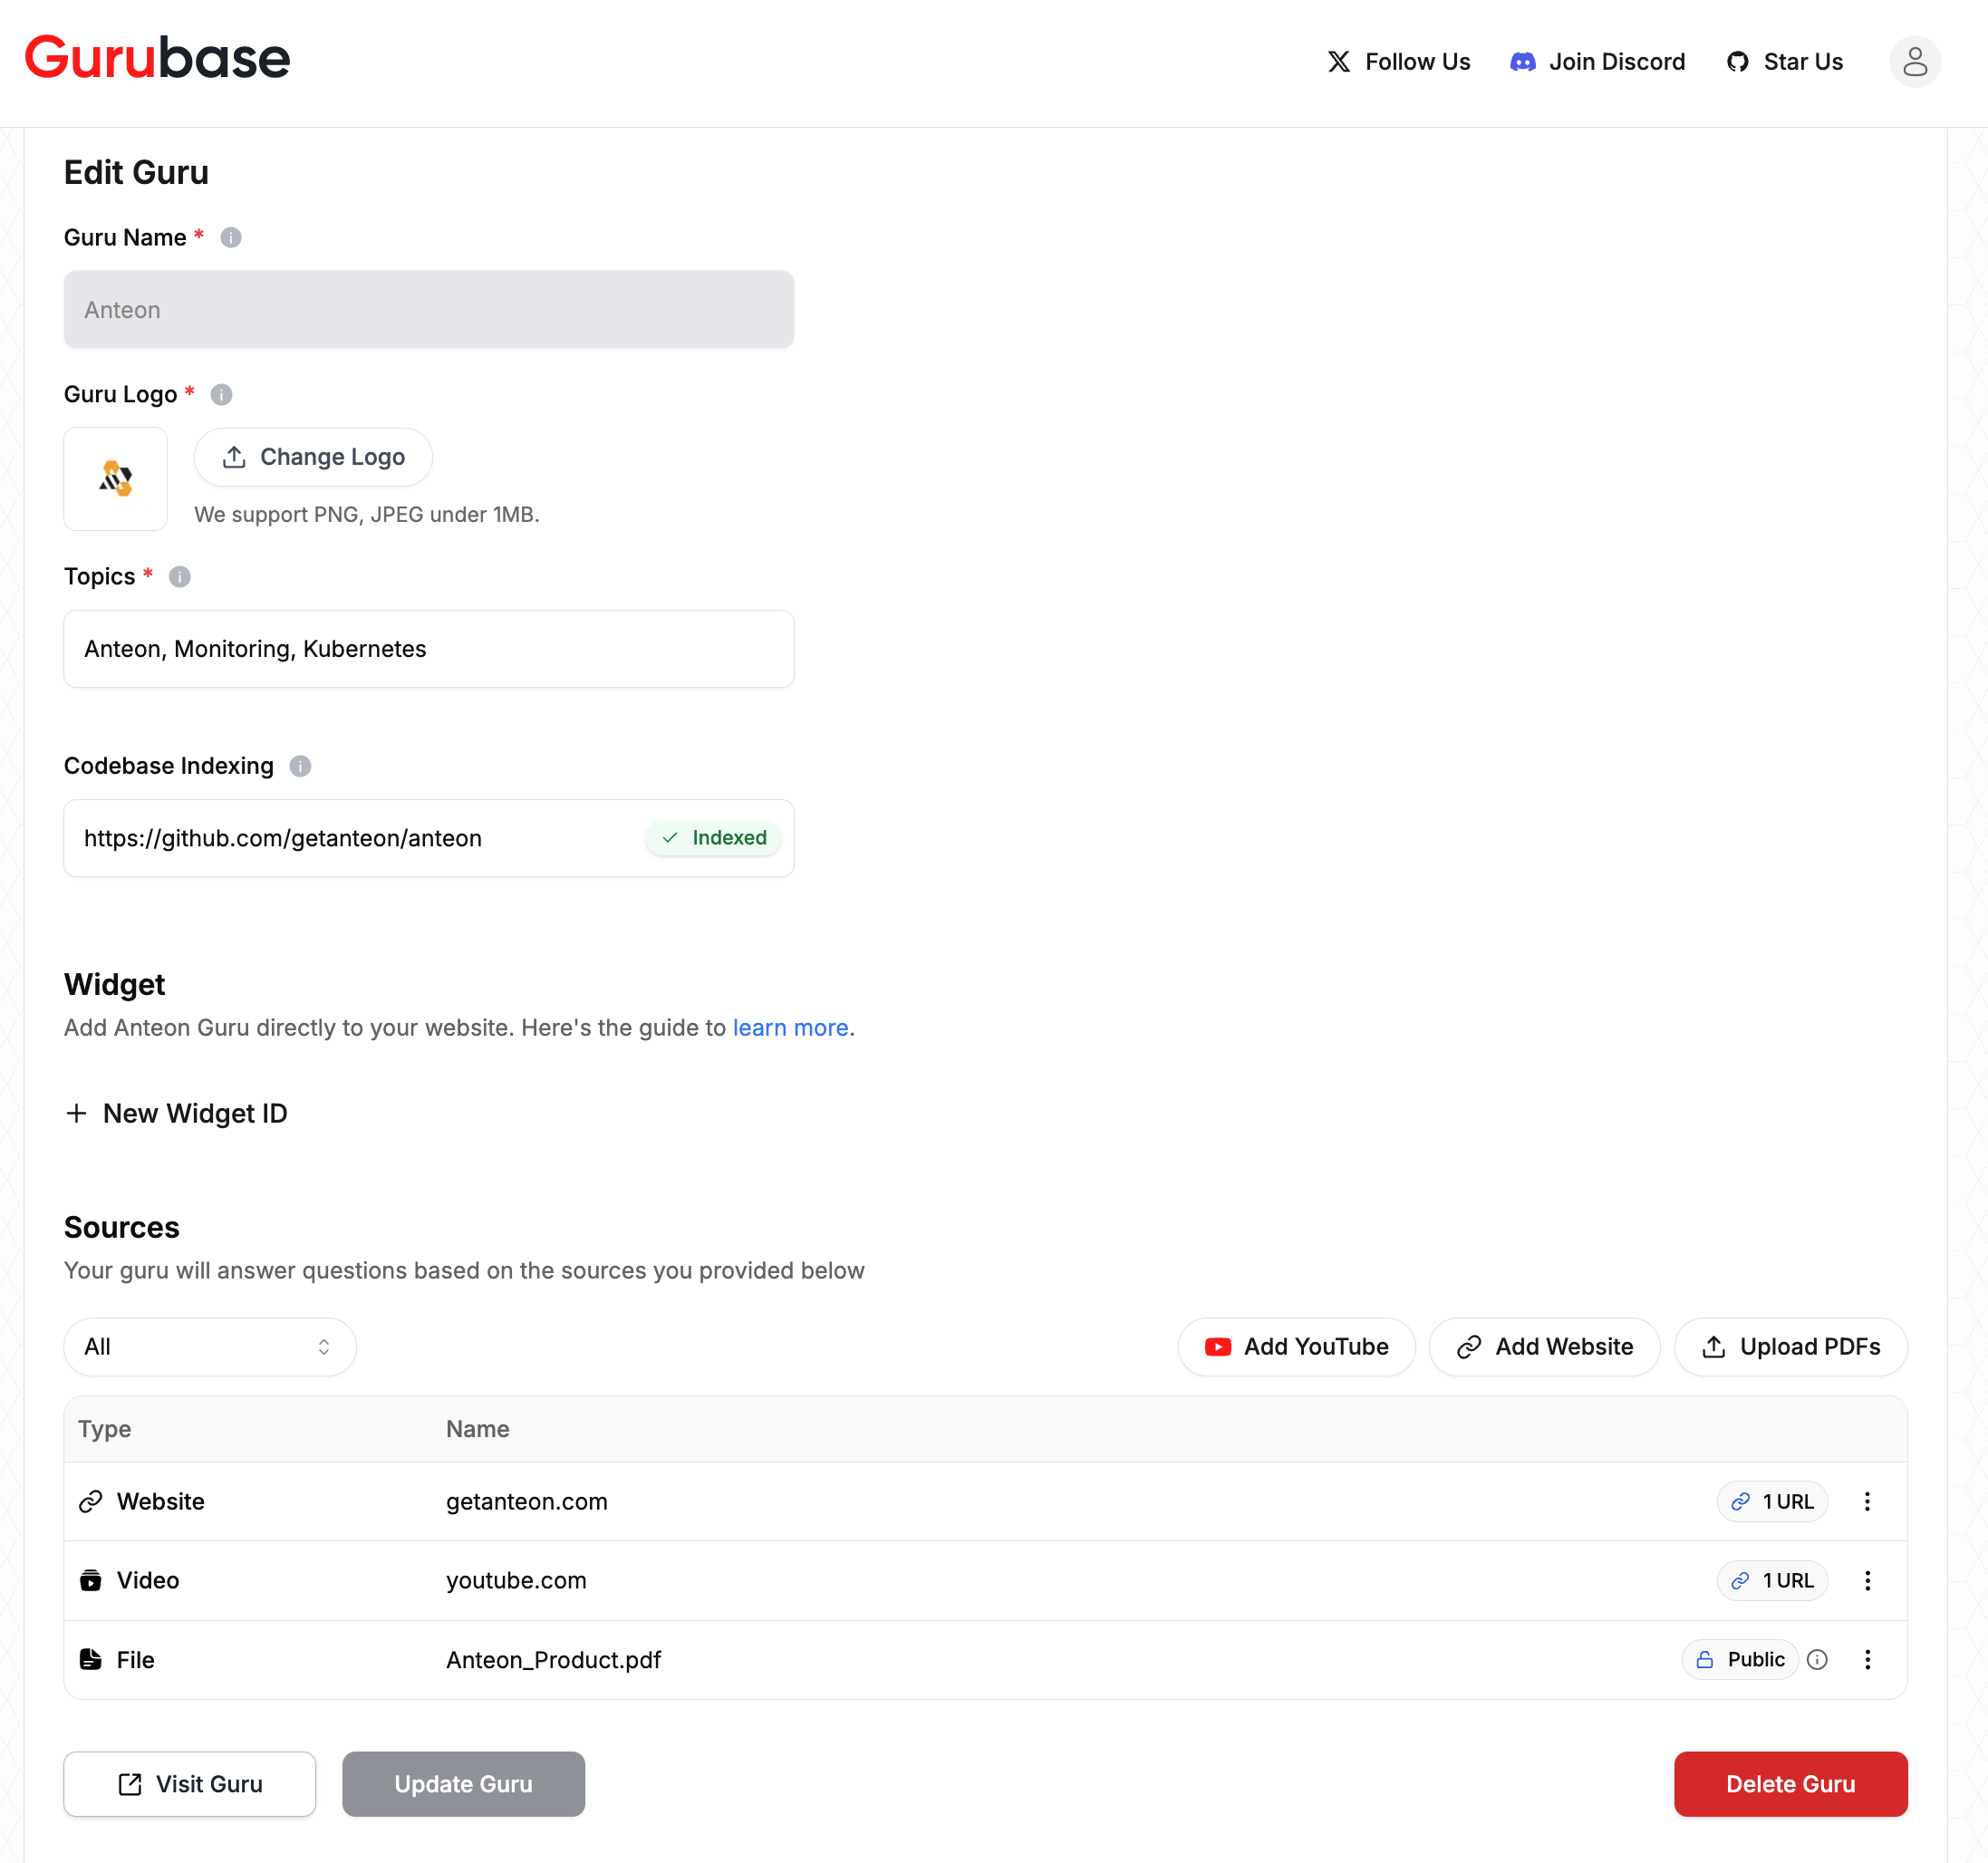 Gurubase
Follow Us
Join Discord
Star Us
Edit Guru
Guru Name *
Anteon
Guru Logo *
Change Logo
We support PNG, JPEG under 1MB.
Topics *
Anteon, Monitoring, Kubernetes
Codebase Indexing
https://github.com/getanteon/anteon
Indexed
Widget
Add Anteon Guru directly to your website. Here's the guide to learn more.
New Widget ID
Sources
Your guru will answer questions based on the sources you provided below
All
Add YouTube
Add Website
Upload PDFs
Type Name
Website getanteon.com 1 URL
Video youtube.com 1 URL
File Anteon_Product.pdf Public
Visit Guru
Update Guru
Delete Guru